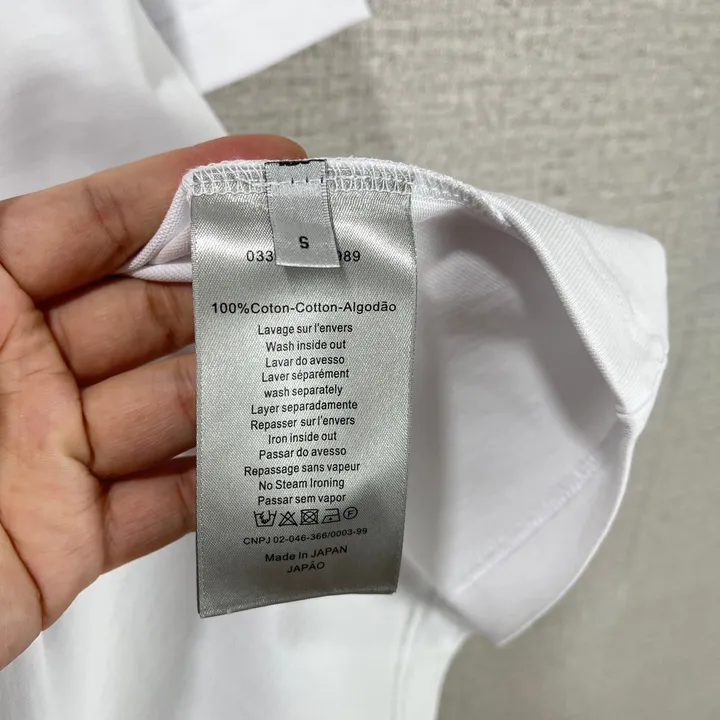 S
033 989
100%Coton-Cotton-Algodão
Lavage sur l'envers
Wash inside out
Lavar do avesso
Laver séparément
wash separately
Layer separadamente
Repasser sur l'envers
Iron inside out
Passar do avesso
Repassage sans vapeur
No Steam Ironing
Passar sem vapor
CNPJ 02-046-366/0003-99
Made In JAPAN
JAPÃO